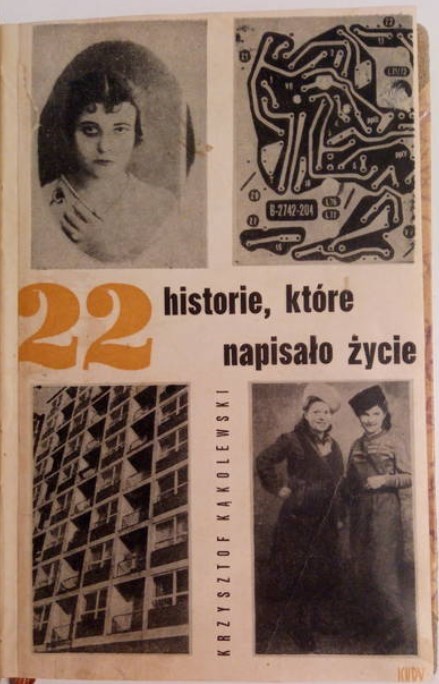 22 historie, które
napisało życie
KRZYSZTOF KĄKOLEWSKI
B-2742-204